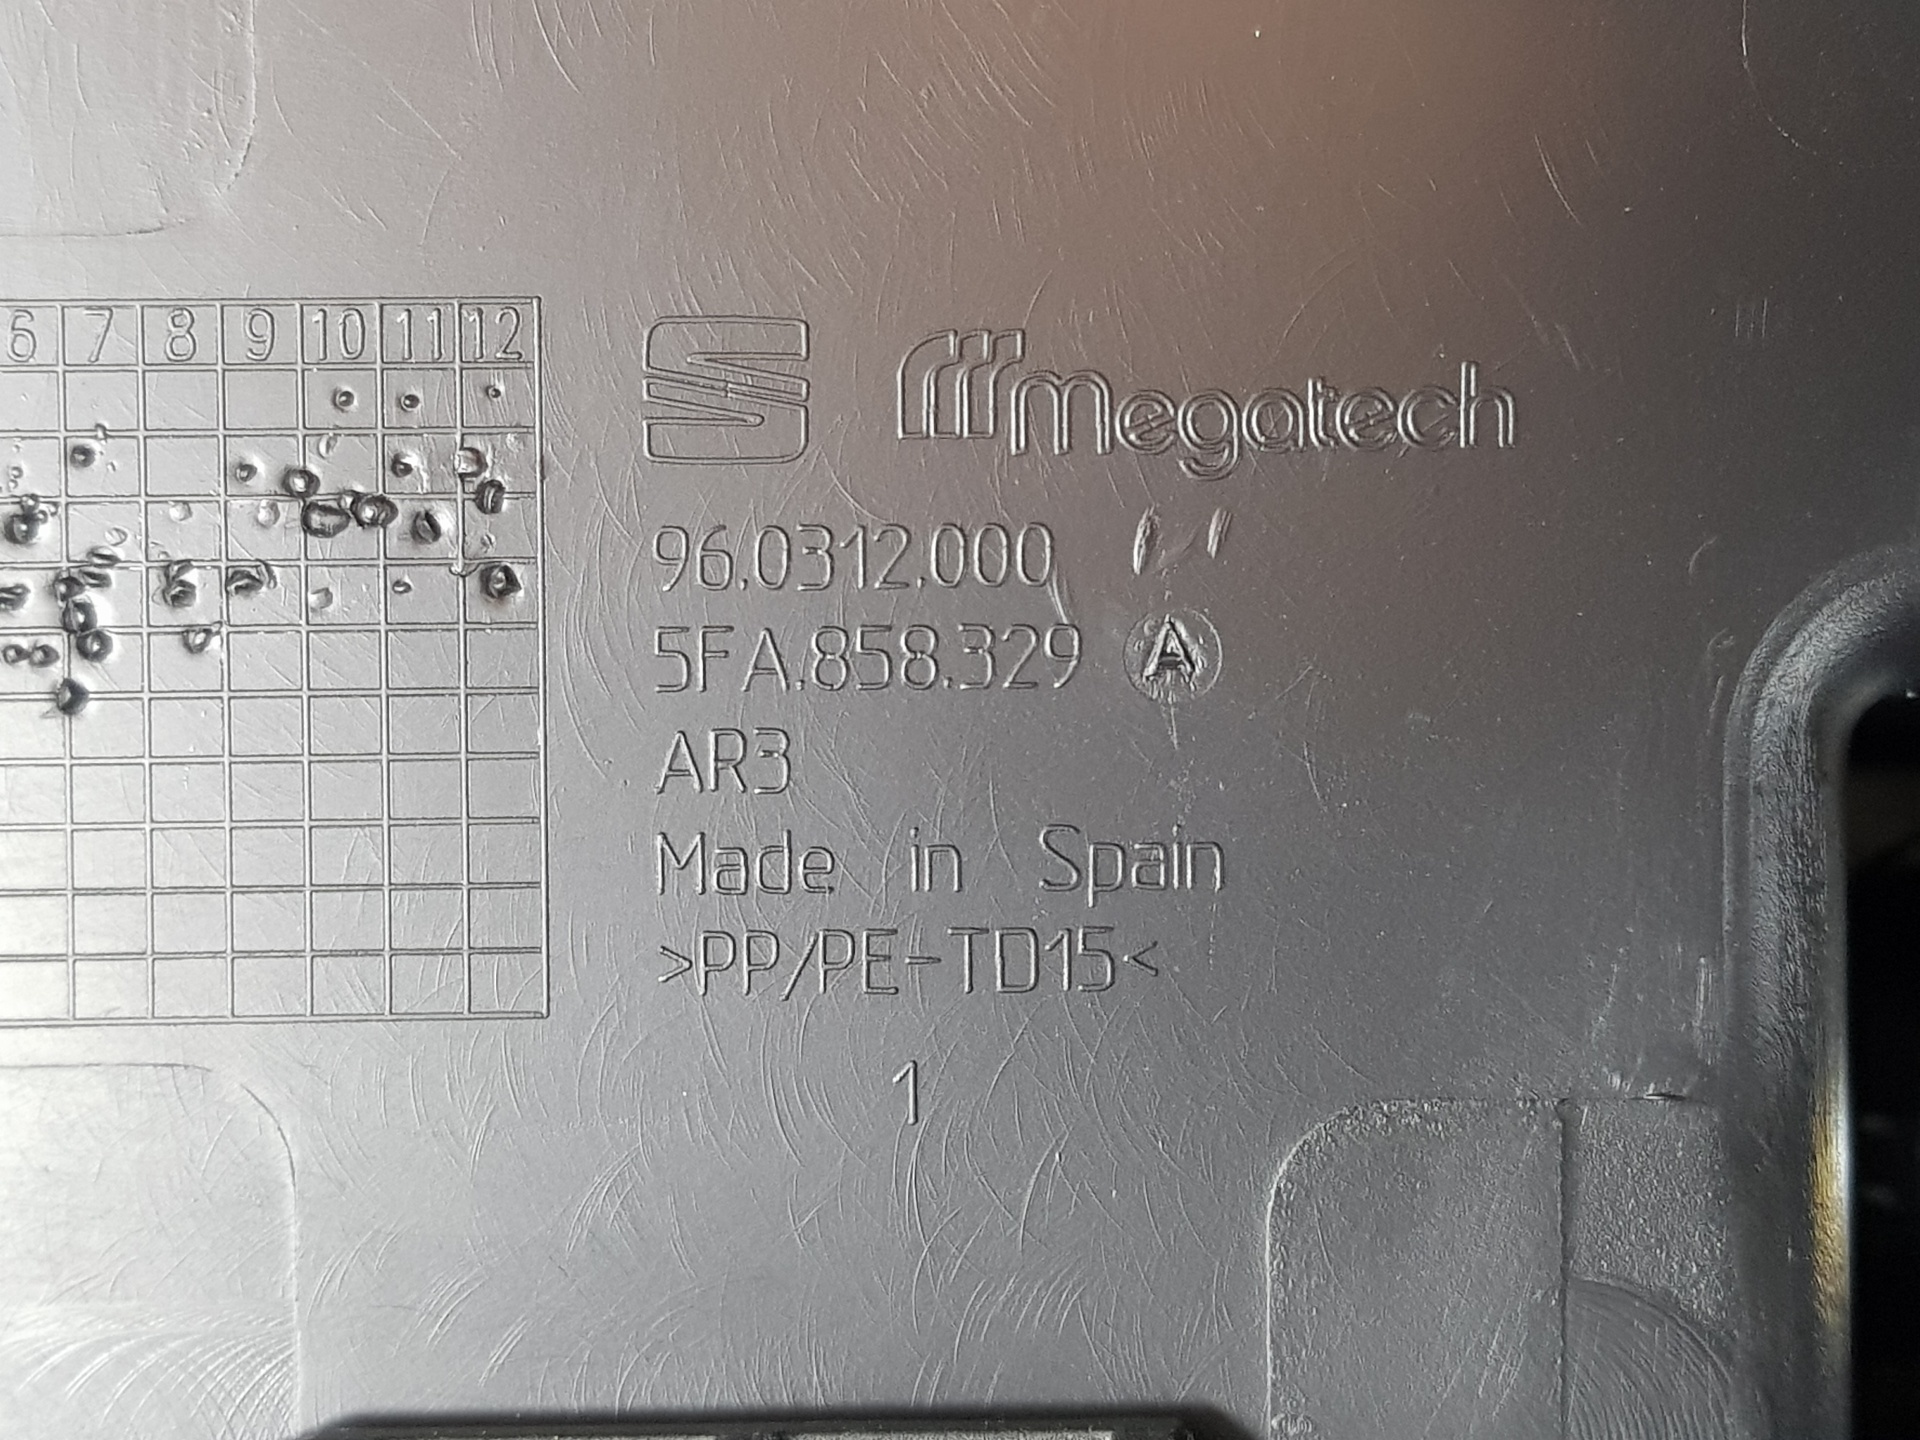 6 7 8 9 10 11 12
megatech
96.0312.000
5FA.858.329 A
AR3
Made in Spain
>PP/PE-TD15<
1